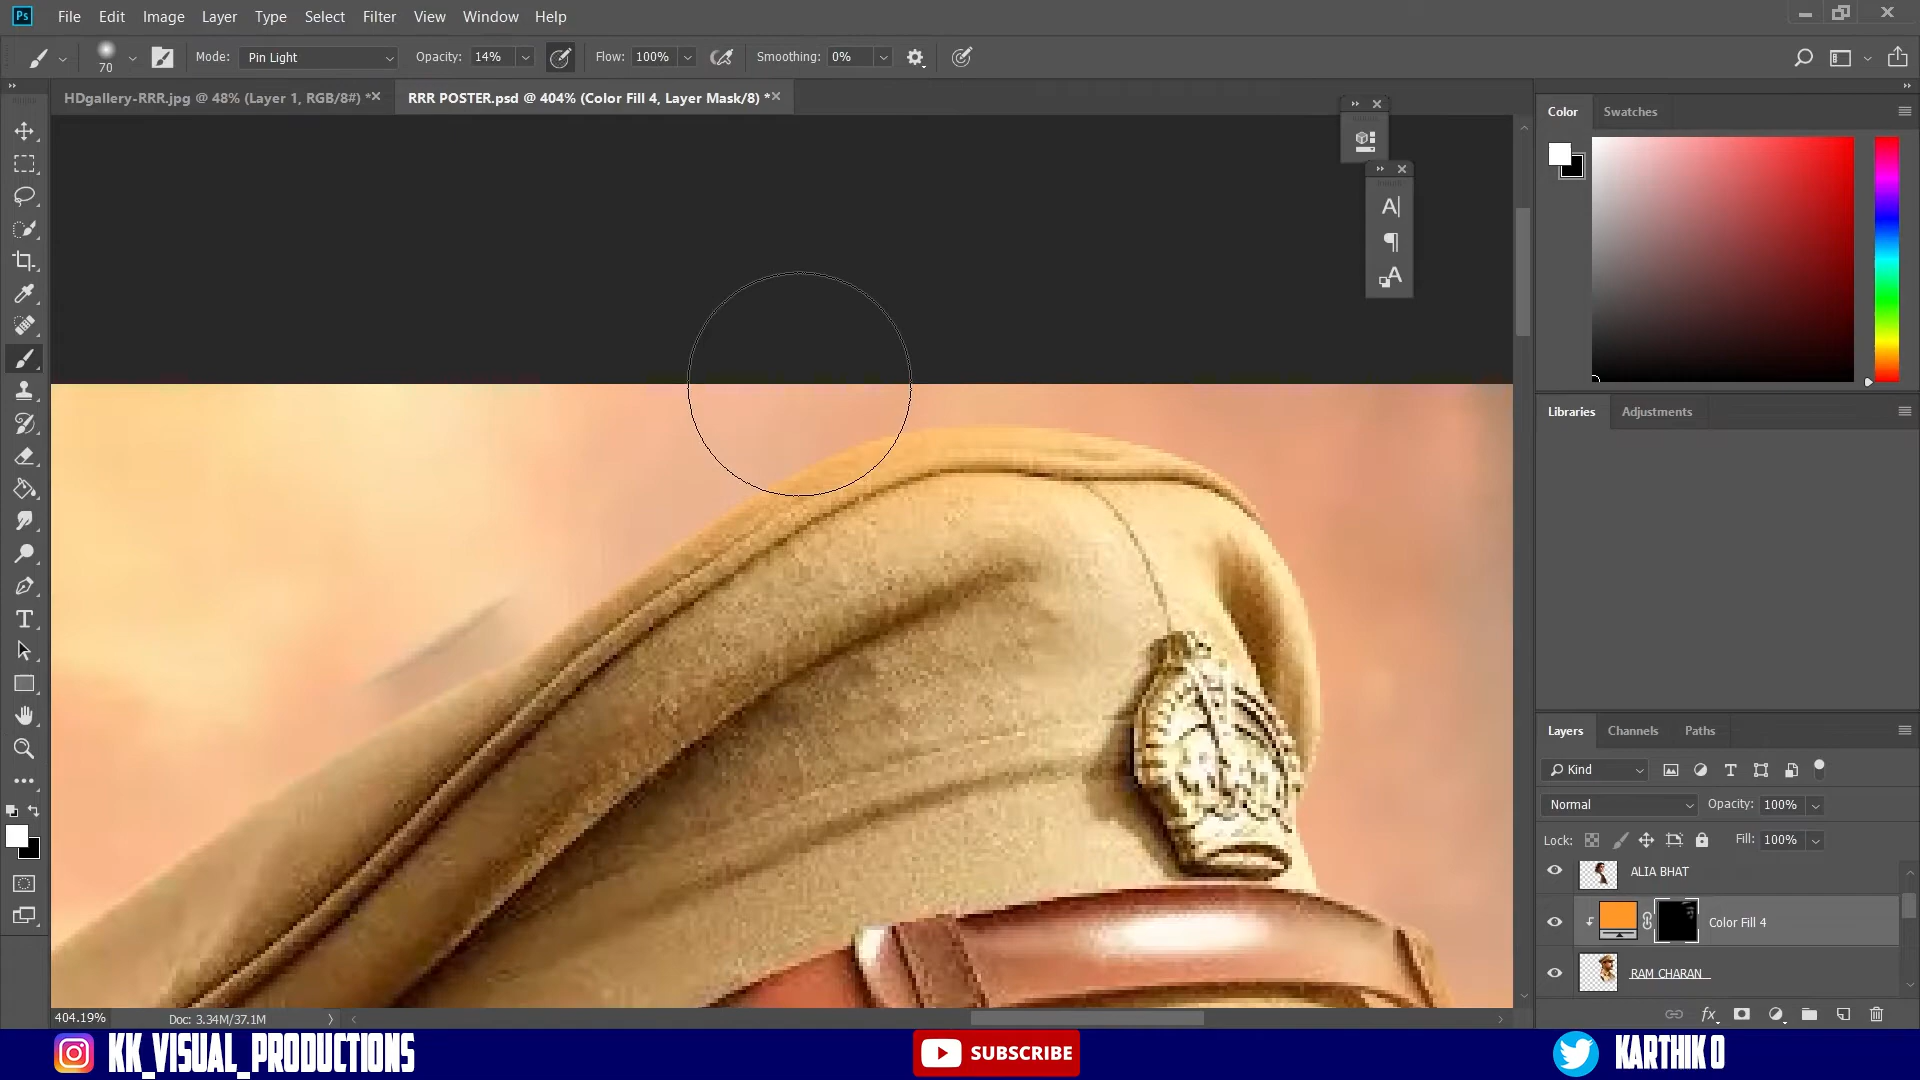 Ps File Edit Image Layer Type Select Filter View Window Help
70 Mode: Pin Light Opacity: 14% Flow: 100% Smoothing: 0%
HDgallery-RRR.jpg @ 48% (Layer 1, RGB/8#) * RRR POSTER.psd @ 404% (Color Fill 4, Layer Mask/8) *
Color Swatches
Libraries Adjustments
Layers Channels Paths
Kind
Normal Opacity: 100%
Lock: Fill: 100%
ALIA BHAT
Color Fill 4
RAM CHARAN
404.19% Doc: 3.34M/37.1M
KK_VISUAL_PRODUCTIONS SUBSCRIBE KARTHIK O